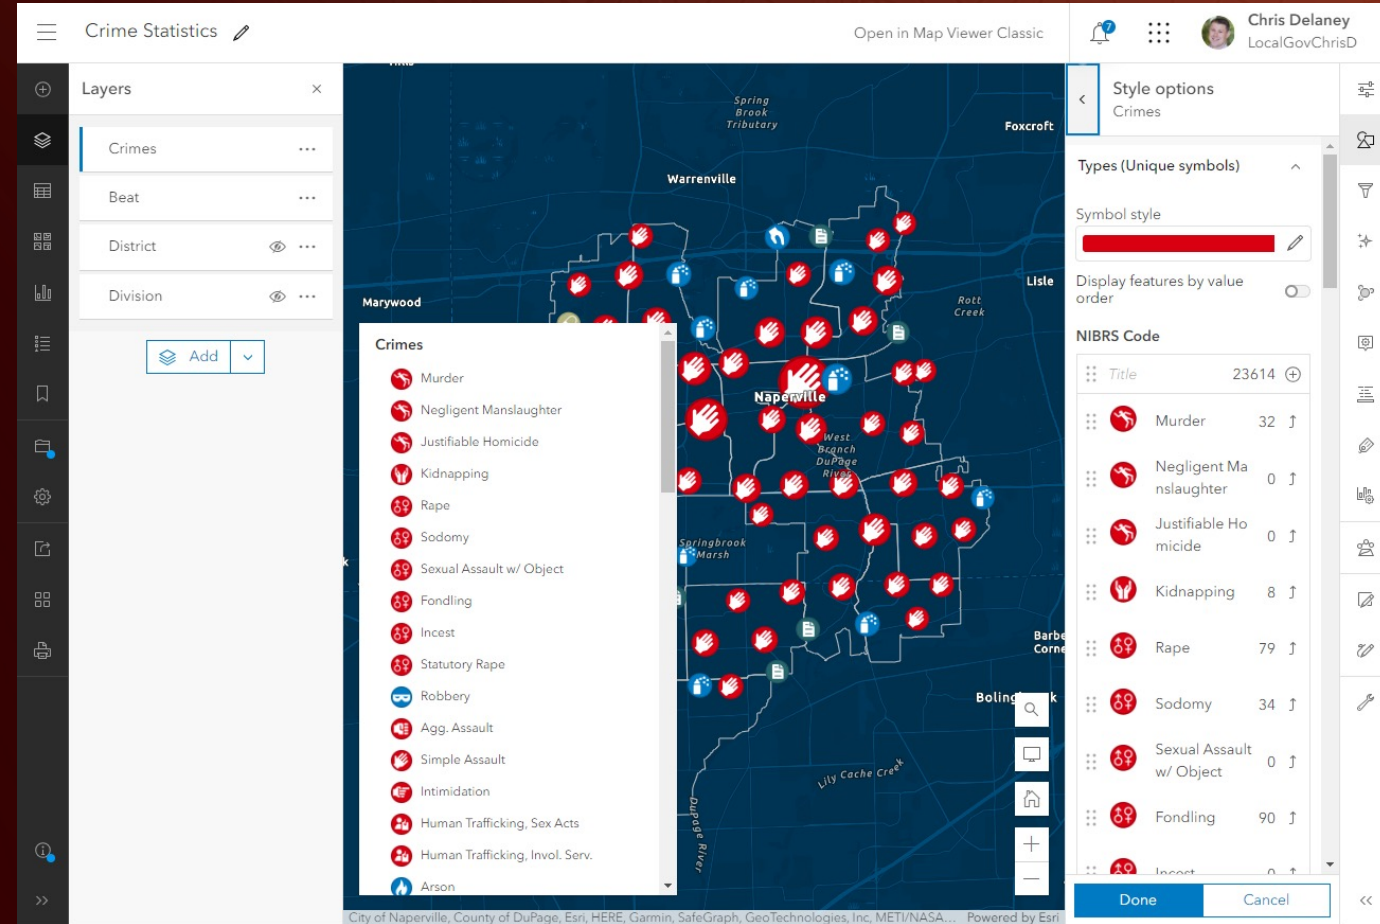 Crime Statistics
Open in Map Viewer Classic
7
Chris Delaney
LocalGovChrisD
Layers
Crimes
Beat
District
Division
Add
Spring
Brook
Tributary
Foxcroft
Warrenville
Lisle
Marywood
Rott
Creek
Naperville
West
Branch
DuPage
River
Springbrook
Marsh
Lily Cache Creek
Dupage River
Crimes
Murder
Negligent Manslaughter
Justifiable Homicide
Kidnapping
Rape
Sodomy
Sexual Assault w/ Object
Fondling
Incest
Statutory Rape
Robbery
Agg. Assault
Simple Assault
Intimidation
Human Trafficking, Sex Acts
Human Trafficking, Invol. Serv.
Arson
City of Naperville, County of DuPage, Esri, HERE, Garmin, SafeGraph, GeoTechnologies, Inc, METI/NASA... Powered by Esri
Style options
Crimes
Types (Unique symbols)
Symbol style
Display features by value
order
NIBRS Code
Title 23614
Murder 32
Negligent Ma
nslaughter 0
Justifiable Ho
micide 0
Kidnapping 8
Rape 79
Sodomy 34
Sexual Assault
w/ Object 0
Fondling 90
Incest 0
Done
Cancel